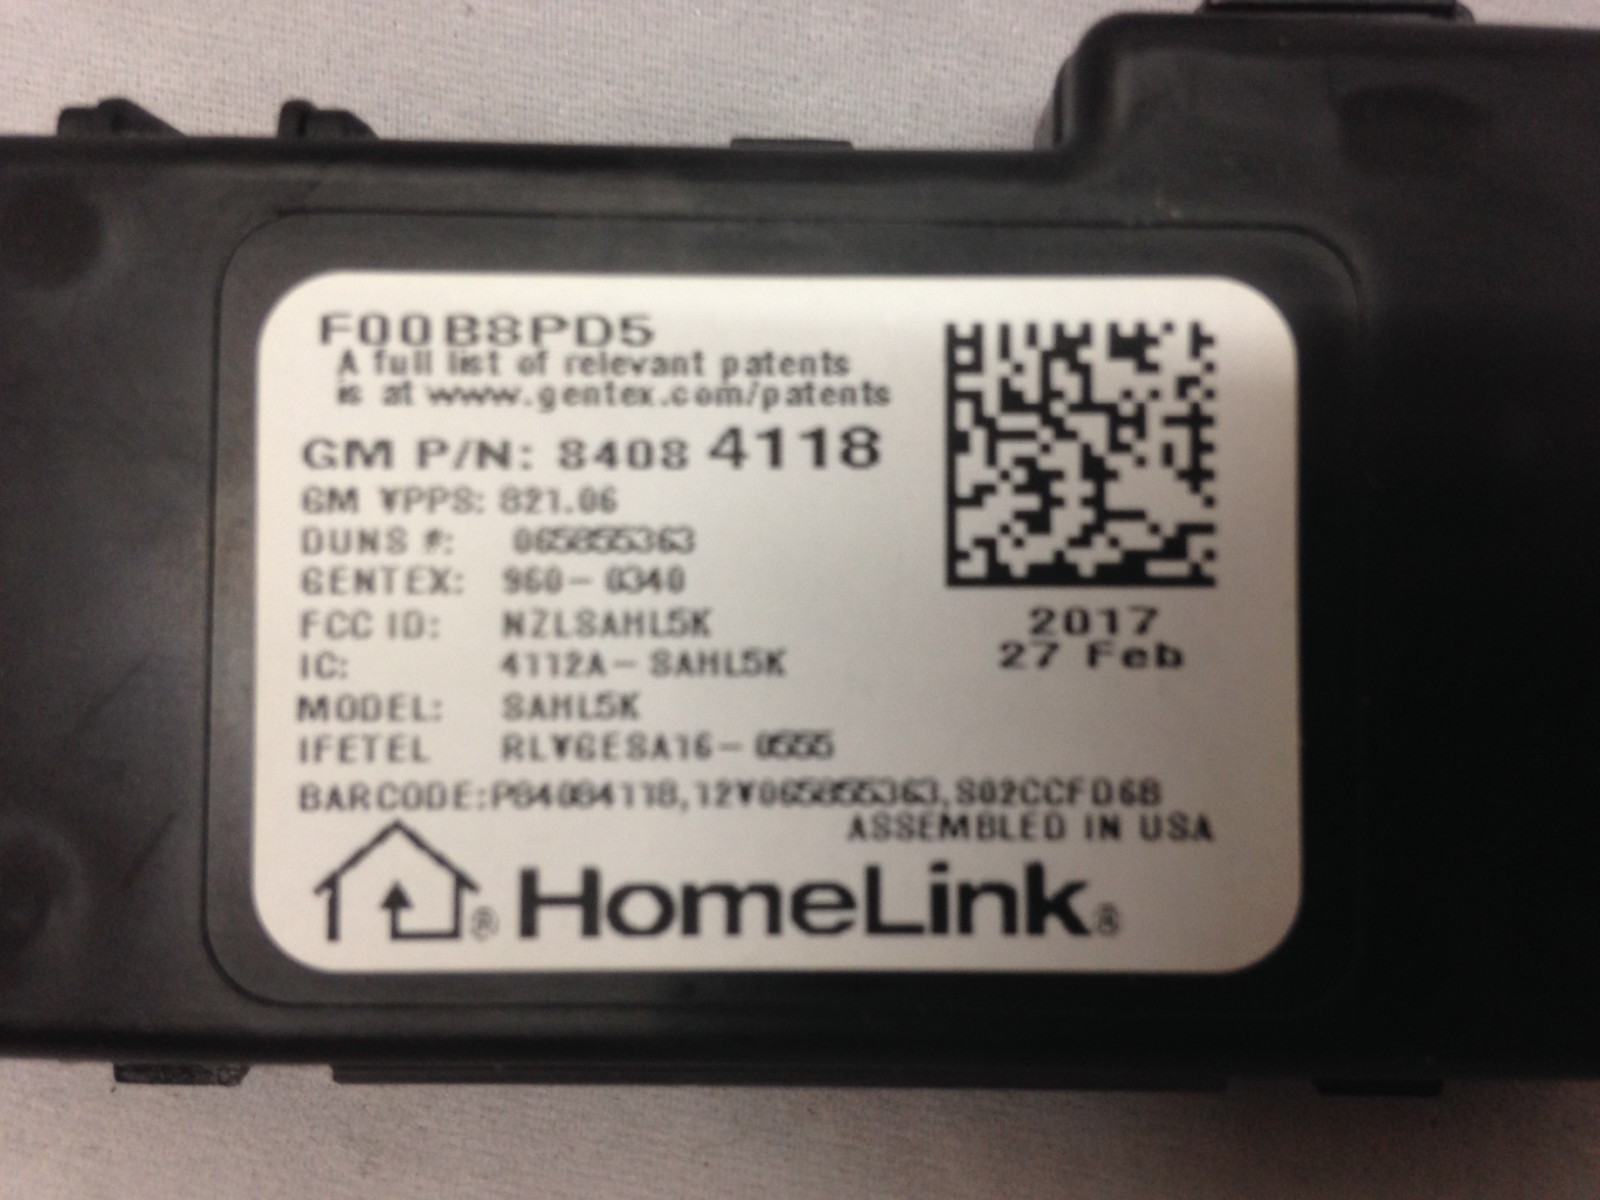 F00B8PD5
A full list of relevant patents
is at www.gentex.com/patents
GM P/N: 8408 4118
GM VPPS: 821.06
DUNS #: 065855363
GENTEX: 960-0340
FCC ID: NZLSAHL5K
IC: 4112A-SAHL5K
MODEL: SAHL5K
IFETEL RLVGESA16-0555
2017
27 Feb
BARCODE:P84084118,12V065855363,S02CCFD6B
ASSEMBLED IN USA
® HomeLink®